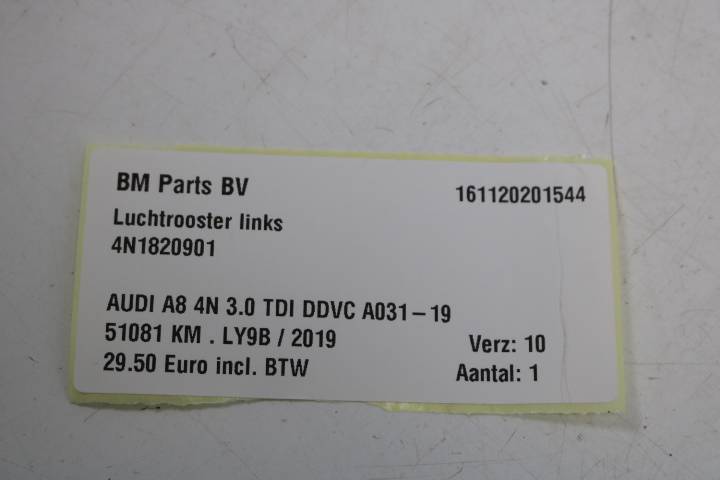 BM Parts BV 161120201544
Luchtrooster links
4N1820901
AUDI A8 4N 3.0 TDI DDVC A031-19
51081 KM . LY9B / 2019 Verz: 10
29.50 Euro incl. BTW Aantal: 1